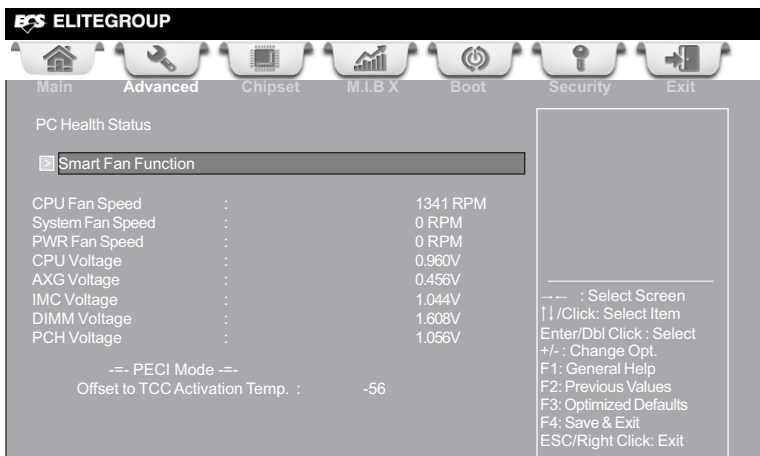 ECS ELITEGROUP
Main Advanced Chipset M.I.B X Boot Security Exit
PC Health Status
> Smart Fan Function
CPU Fan Speed : 1341 RPM
System Fan Speed : 0 RPM
PWR Fan Speed : 0 RPM
CPU Voltage : 0.960V
AXG Voltage : 0.456V
IMC Voltage : 1.044V
DIMM Voltage : 1.608V
PCH Voltage : 1.056V
-=- PECI Mode -=-
Offset to TCC Activation Temp. : -56
→← : Select Screen
↑↓/Click: Select Item
Enter/Dbl Click : Select
+/- : Change Opt.
F1: General Help
F2: Previous Values
F3: Optimized Defaults
F4: Save & Exit
ESC/Right Click: Exit